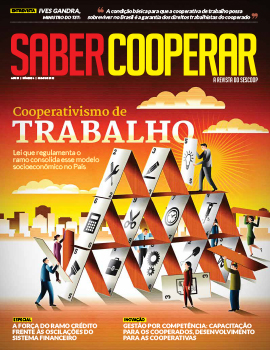 ENTREVISTA
IVES GANDRA,
MINISTRO DO TST:
“A condição básica para que a cooperativa de trabalho possa
sobreviver no Brasil é a garantia dos direitos trabalhistas do cooperado”
SABER COOPERAR
A REVISTA DO SESCOOP
Cooperativismo de
TRABALHO
Lei que regulamenta o
ramo consolida esse modelo
socioeconômico no País
ESPECIAL
A FORÇA DO RAMO CRÉDITO
FRENTE ÀS OSCILAÇÕES DO
SISTEMA FINANCEIRO
INOVAÇÃO
GESTÃO POR COMPETÊNCIA: CAPACITAÇÃO
PARA OS COOPERADOS, DESENVOLVIMENTO
PARA AS COOPERATIVAS